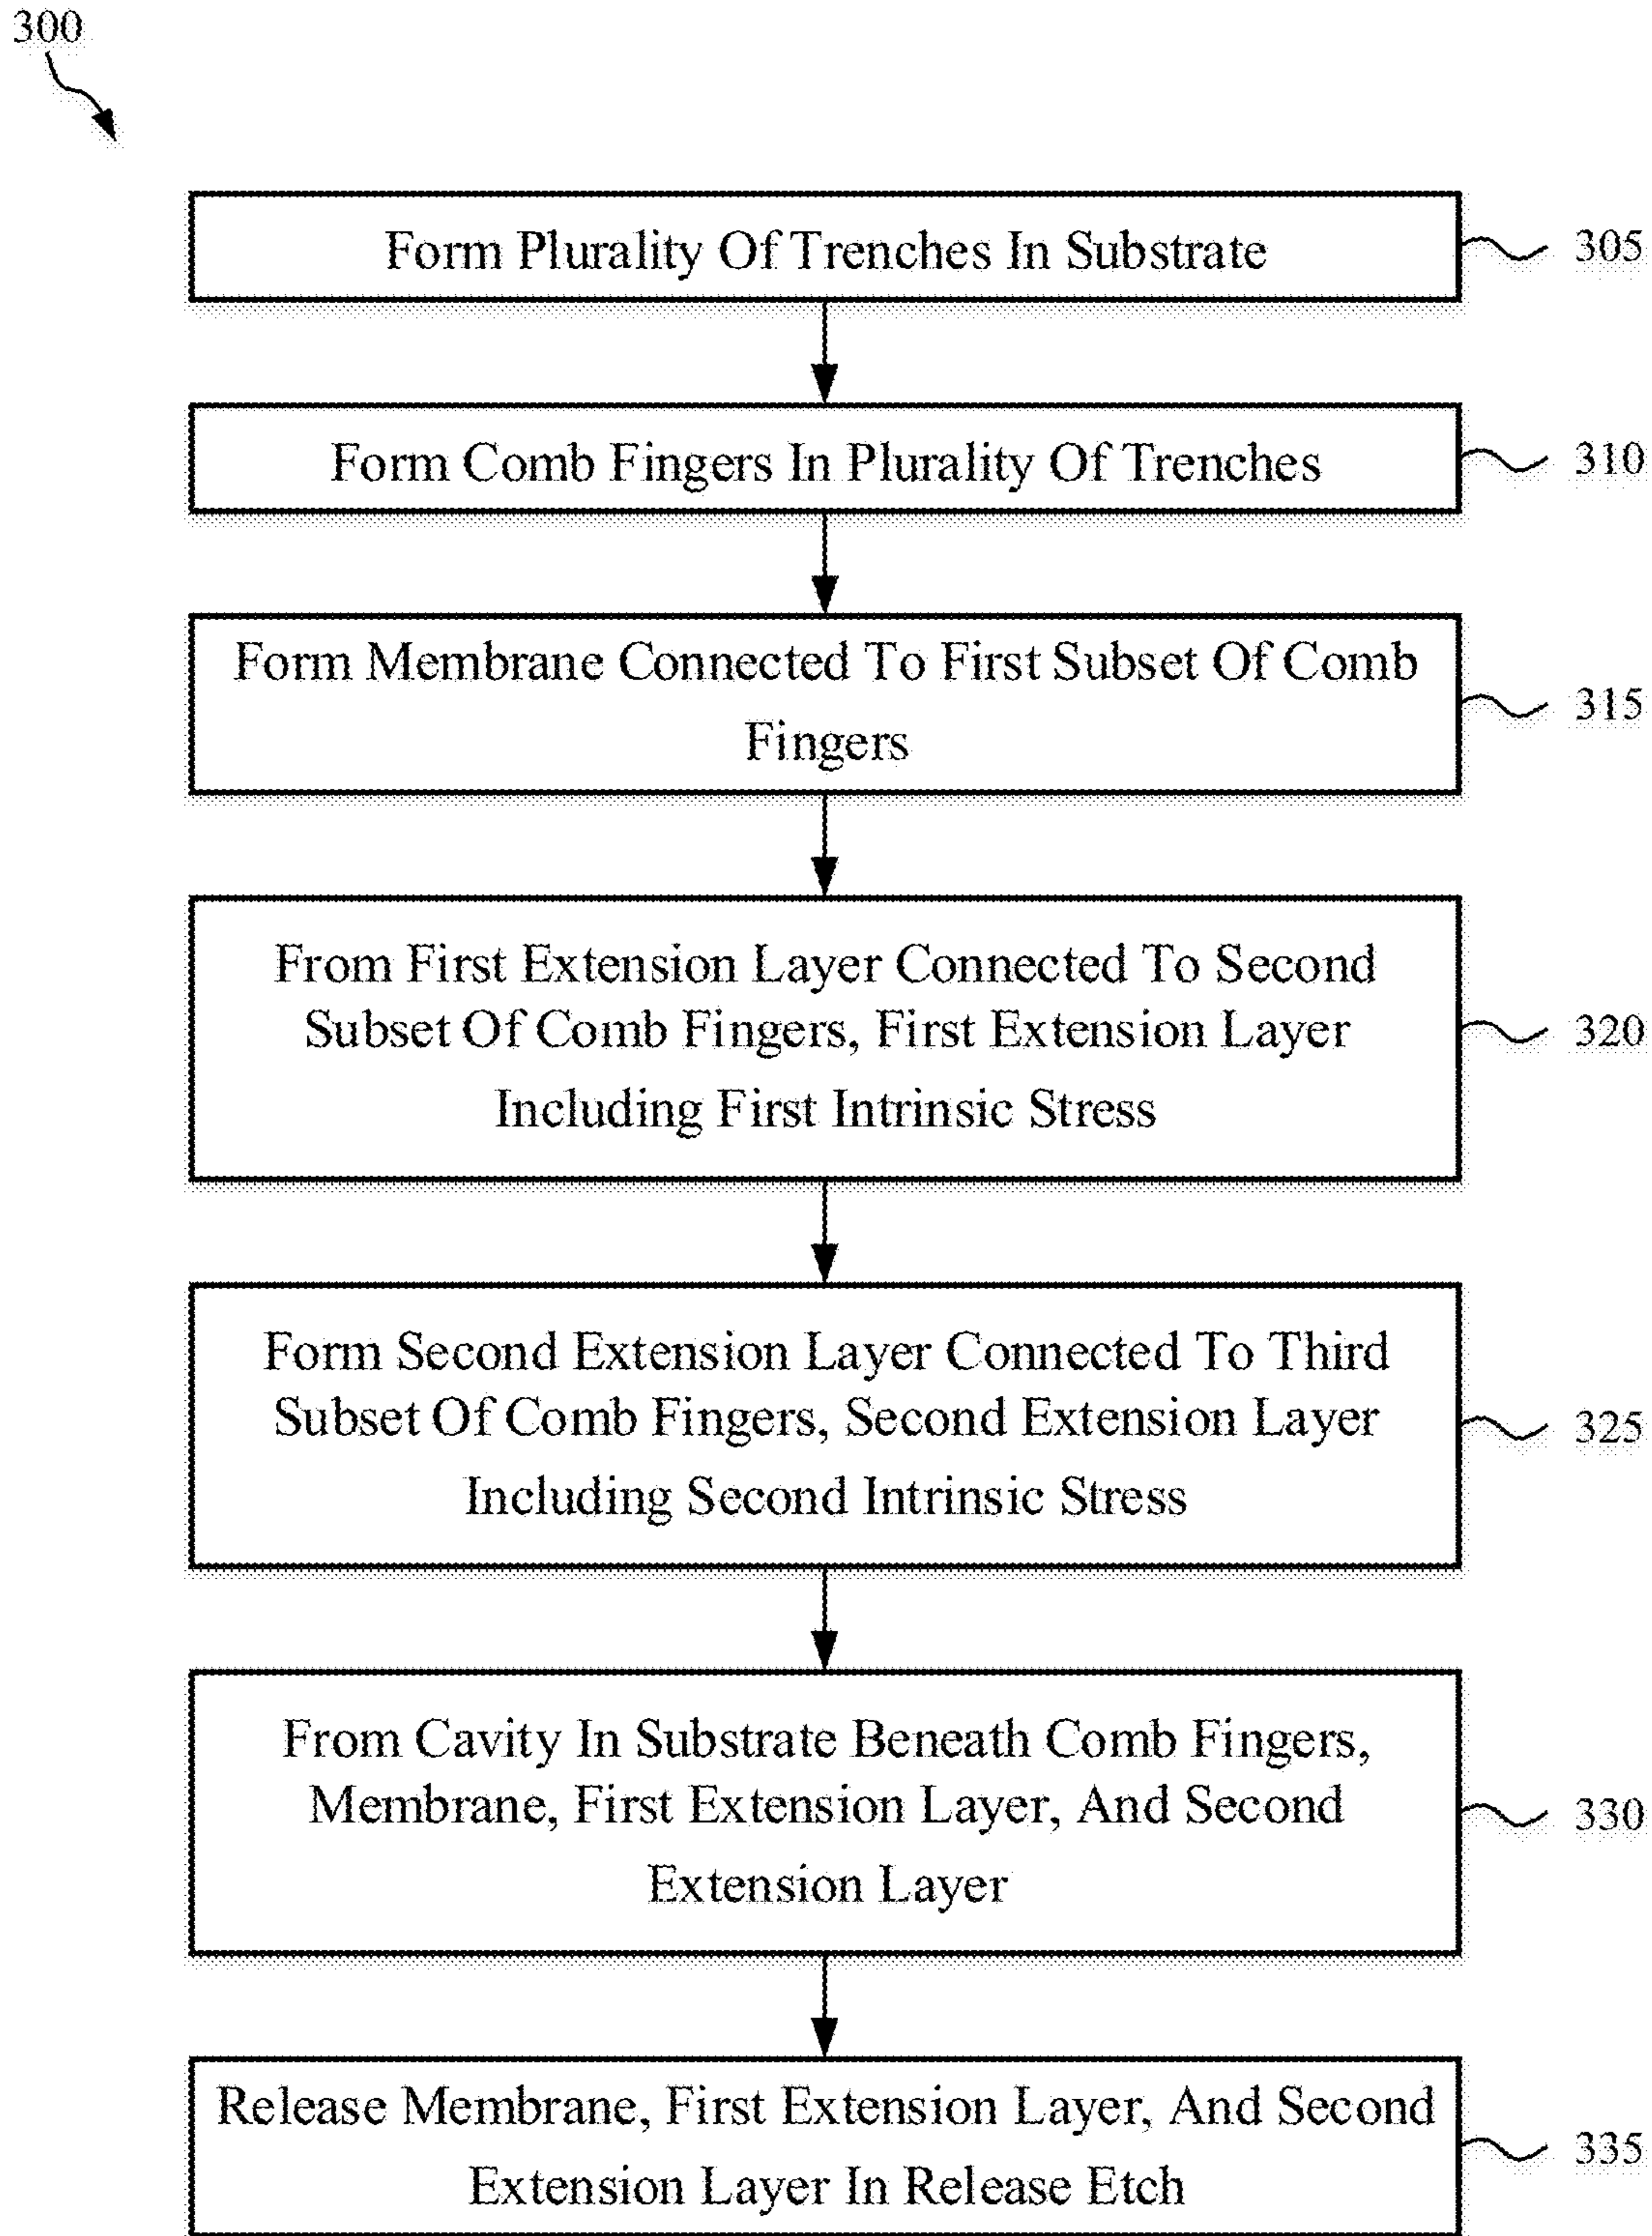 300
Form Plurality Of Trenches In Substrate
305
Form Comb Fingers In Plurality Of Trenches
310
Form Membrane Connected To First Subset Of Comb
Fingers
315
From First Extension Layer Connected To Second
Subset Of Comb Fingers, First Extension Layer
Including First Intrinsic Stress
320
Form Second Extension Layer Connected To Third
Subset Of Comb Fingers, Second Extension Layer
Including Second Intrinsic Stress
325
From Cavity In Substrate Beneath Comb Fingers,
Membrane, First Extension Layer, And Second
Extension Layer
330
Release Membrane, First Extension Layer, And Second
Extension Layer In Release Etch
335